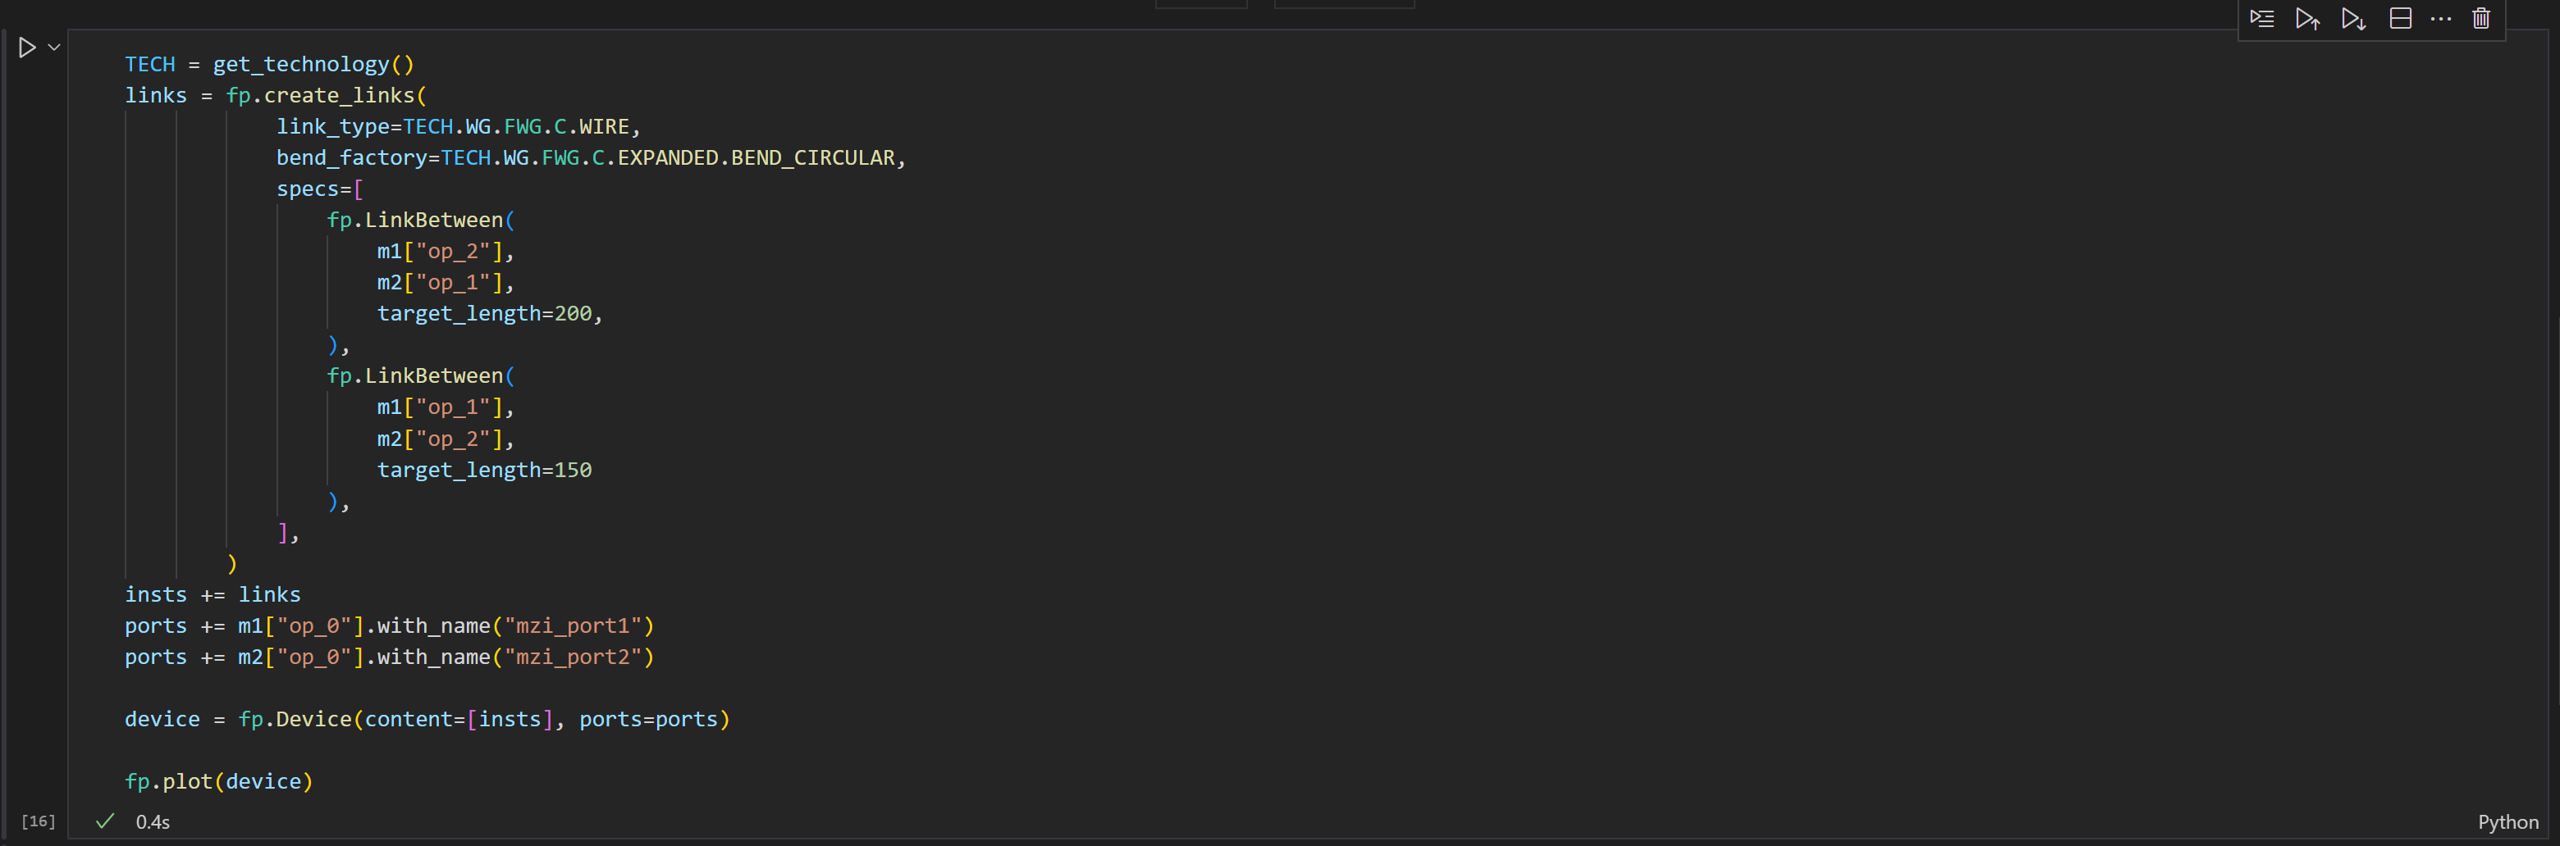 TECH = get_technology()
links = fp.create_links(
            link_type=TECH.WG.FWG.C.WIRE,
            bend_factory=TECH.WG.FWG.C.EXPANDED.BEND_CIRCULAR,
            specs=[
                fp.LinkBetween(
                    m1["op_2"],
                    m2["op_1"],
                    target_length=200,
                ),
                fp.LinkBetween(
                    m1["op_1"],
                    m2["op_2"],
                    target_length=150
                ),
            ],
        )
insts += links
ports += m1["op_0"].with_name("mzi_port1")
ports += m2["op_0"].with_name("mzi_port2")
device = fp.Device(content=[insts], ports=ports)
fp.plot(device)
[16] 0.4s Python